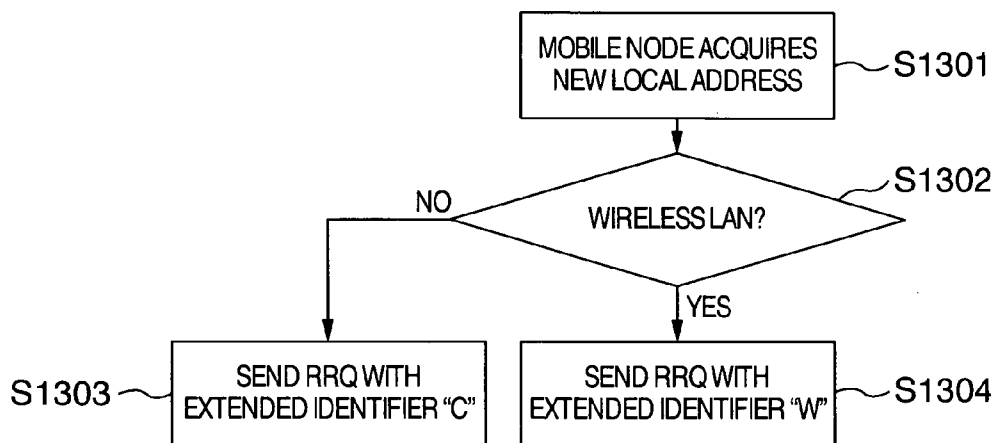 MOBILE NODE ACQUIRES
NEW LOCAL ADDRESS
S1301
S1302
NO
WIRELESS LAN?
YES
S1303
SEND RRQ WITH
EXTENDED IDENTIFIER “C”
SEND RRQ WITH
EXTENDED IDENTIFIER “W”
S1304